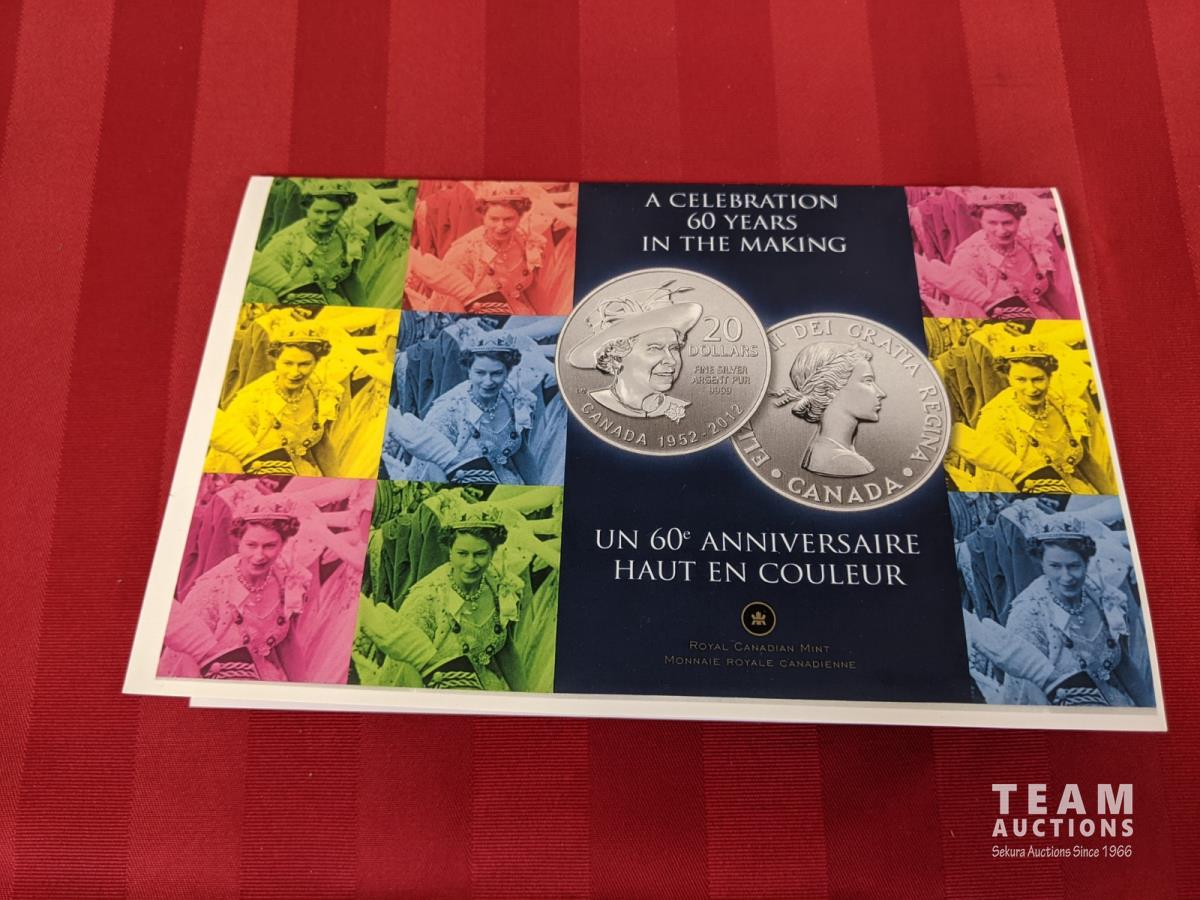 A CELEBRATION
60 YEARS
IN THE MAKING
20
DOLLARS
FINE SILVER
ARGENT PUR
9999
CANADA 1952-2012
DEI GRATIA REGINA
CANADA
UN 60e ANNIVERSAIRE
HAUT EN COULEUR
ROYAL CANADIAN MINT
MONNAIE ROYALE CANADIENNE
TEAM
AUCTIONS
Sekura Auctions Since 1966